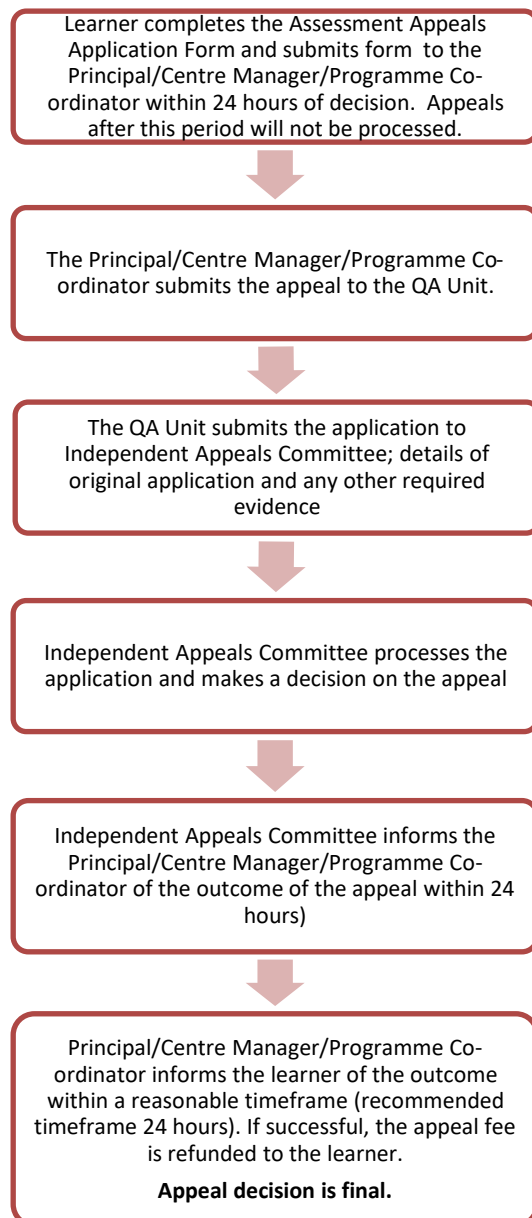 Learner completes the Assessment Appeals
Application Form and submits form  to the
Principal/Centre Manager/Programme Co-
ordinator within 24 hours of decision.  Appeals
after this period will not be processed.
The Principal/Centre Manager/Programme Co-
ordinator submits the appeal to the QA Unit.
The QA Unit submits the application to
Independent Appeals Committee; details of
original application and any other required
evidence
Independent Appeals Committee processes the
application and makes a decision on the appeal
Independent Appeals Committee informs the
Principal/Centre Manager/Programme Co-
ordinator of the outcome of the appeal within 24
hours)
Principal/Centre Manager/Programme Co-
ordinator informs the learner of the outcome
within a reasonable timeframe (recommended
timeframe 24 hours). If successful, the appeal fee
is refunded to the learner.
Appeal decision is final.